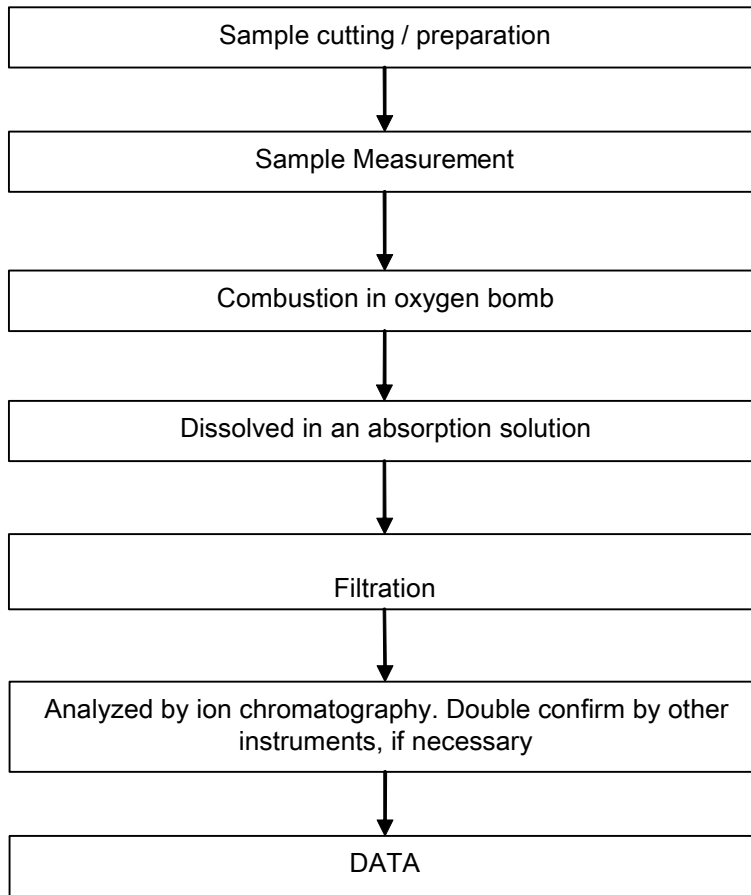 Sample cutting / preparation
Sample Measurement
Combustion in oxygen bomb
Dissolved in an absorption solution
Filtration
Analyzed by ion chromatography. Double confirm by other
instruments, if necessary
DATA